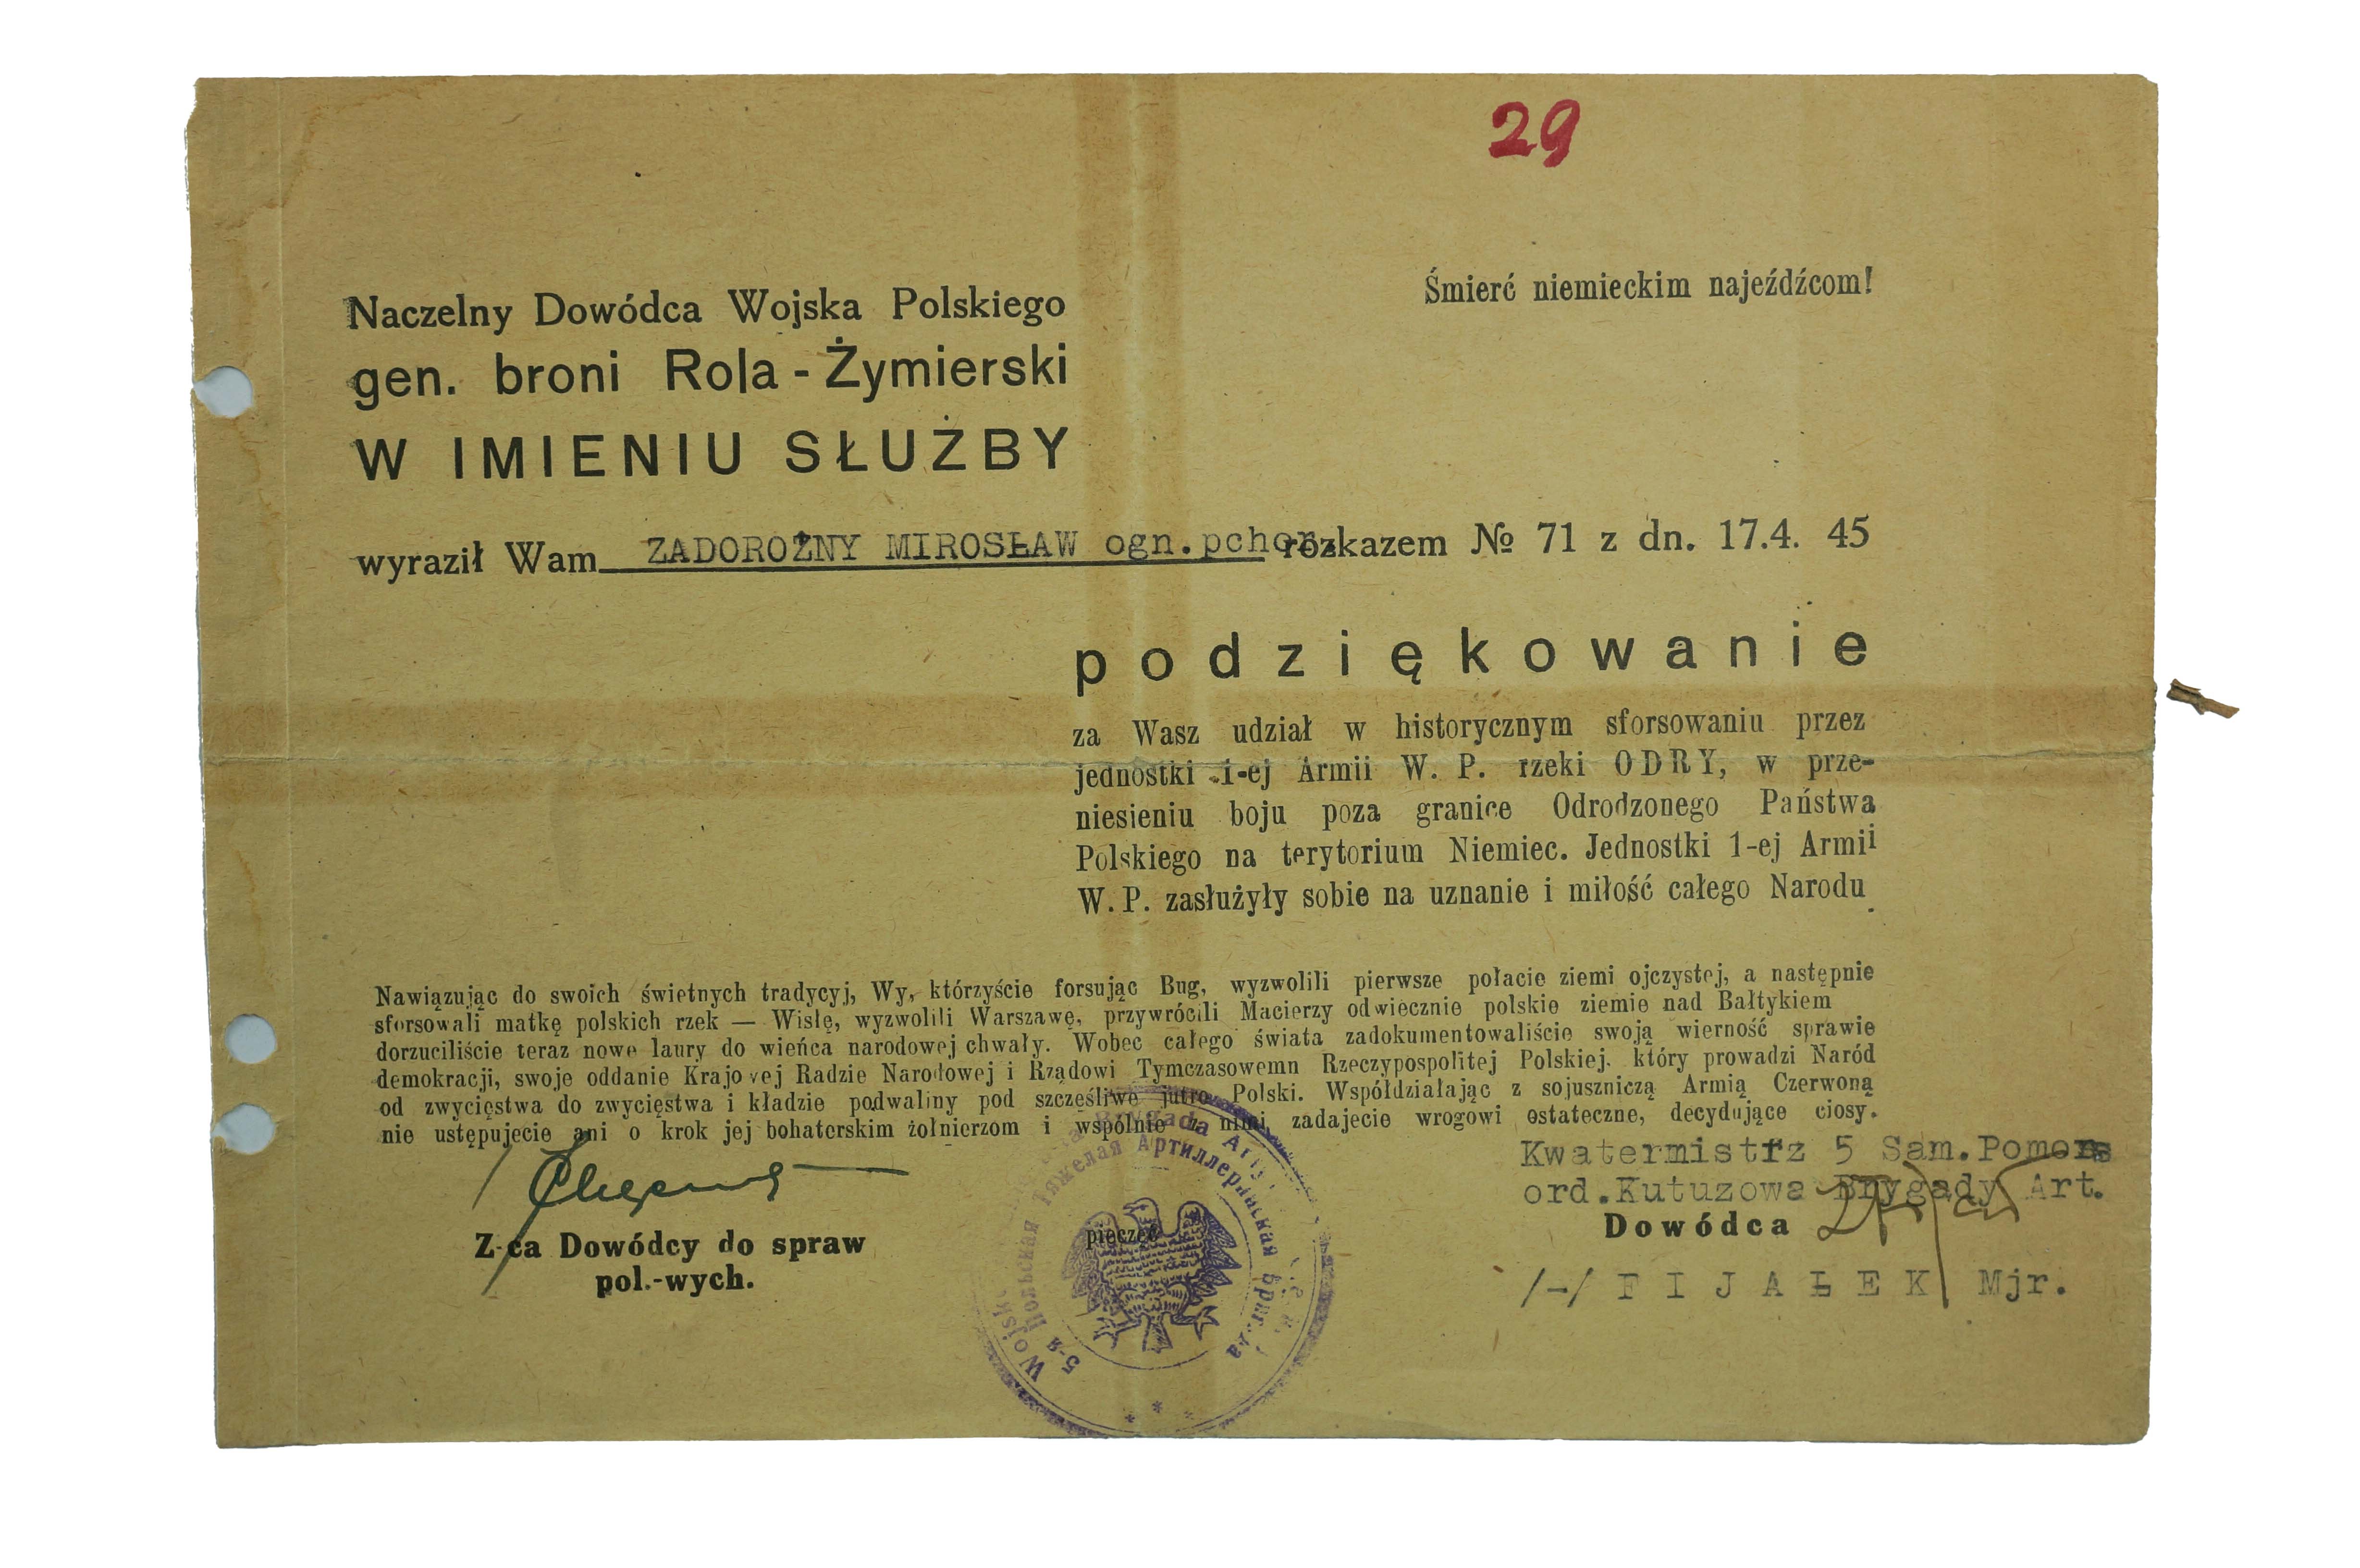 29
Śmierć niemieckim najeźdźcom!
Naczelny Dowódca Wojska Polskiego
gen. broni Rola-Żymierski
W IMIENIU SŁUŻBY
wyraził Wam ZADOROŻNY MIROSŁAW ogn.pchor. rozkazem № 71 z dn. 17.4. 45
podziękowanie
za Wasz udział w historycznym sforsowaniu przez
jednostki 1-ej Armii W. P. rzeki ODRY, w prze-
niesieniu boju poza granice Odrodzonego Państwa
Polskiego na terytorium Niemiec. Jednostki 1-ej Armii
W. P. zasłużyły sobie na uznanie i miłość całego Narodu.
Nawiązując do swoich świetnych tradycyj, Wy, którzyście forsując Bug, wyzwolili pierwsze połacie ziemi ojczystej, a następnie
sforsowali matkę polskich rzek — Wisłę, wyzwolili Warszawę, przywrócili Macierzy odwiecznie polskie ziemie nad Bałtykiem
dorzuciliście teraz nowe laury do wieńca narodowej chwały. Wobec całego świata zadokumentowaliście swoją wierność sprawie
demokracji, swoje oddanie Krajowej Radzie Narodowej i Rządowi Tymczasowemn Rzeczypospolitej Polskiej, który prowadzi Naród
od zwycięstwa do zwycięstwa i kładzie podwaliny pod szczęśliwe jutro Polski. Współdziałając z sojuszniczą Armią Czerwoną
nie ustępujecie ani o krok jej bohaterskim żołnierzom i wspólnie z nimi zadajecie wrogowi ostateczne, decydujące ciosy.
Kwatermistrz 5 Sam.Pomors
ord.Kutuzowa Brygady Art.
Dowódca
/-/ FIJAŁEK Mjr.
Z-ca Dowódcy do spraw
pol.-wych.
pieczęć
Brygada
5-я Польская Тяжелая Артиллерийская Бригада